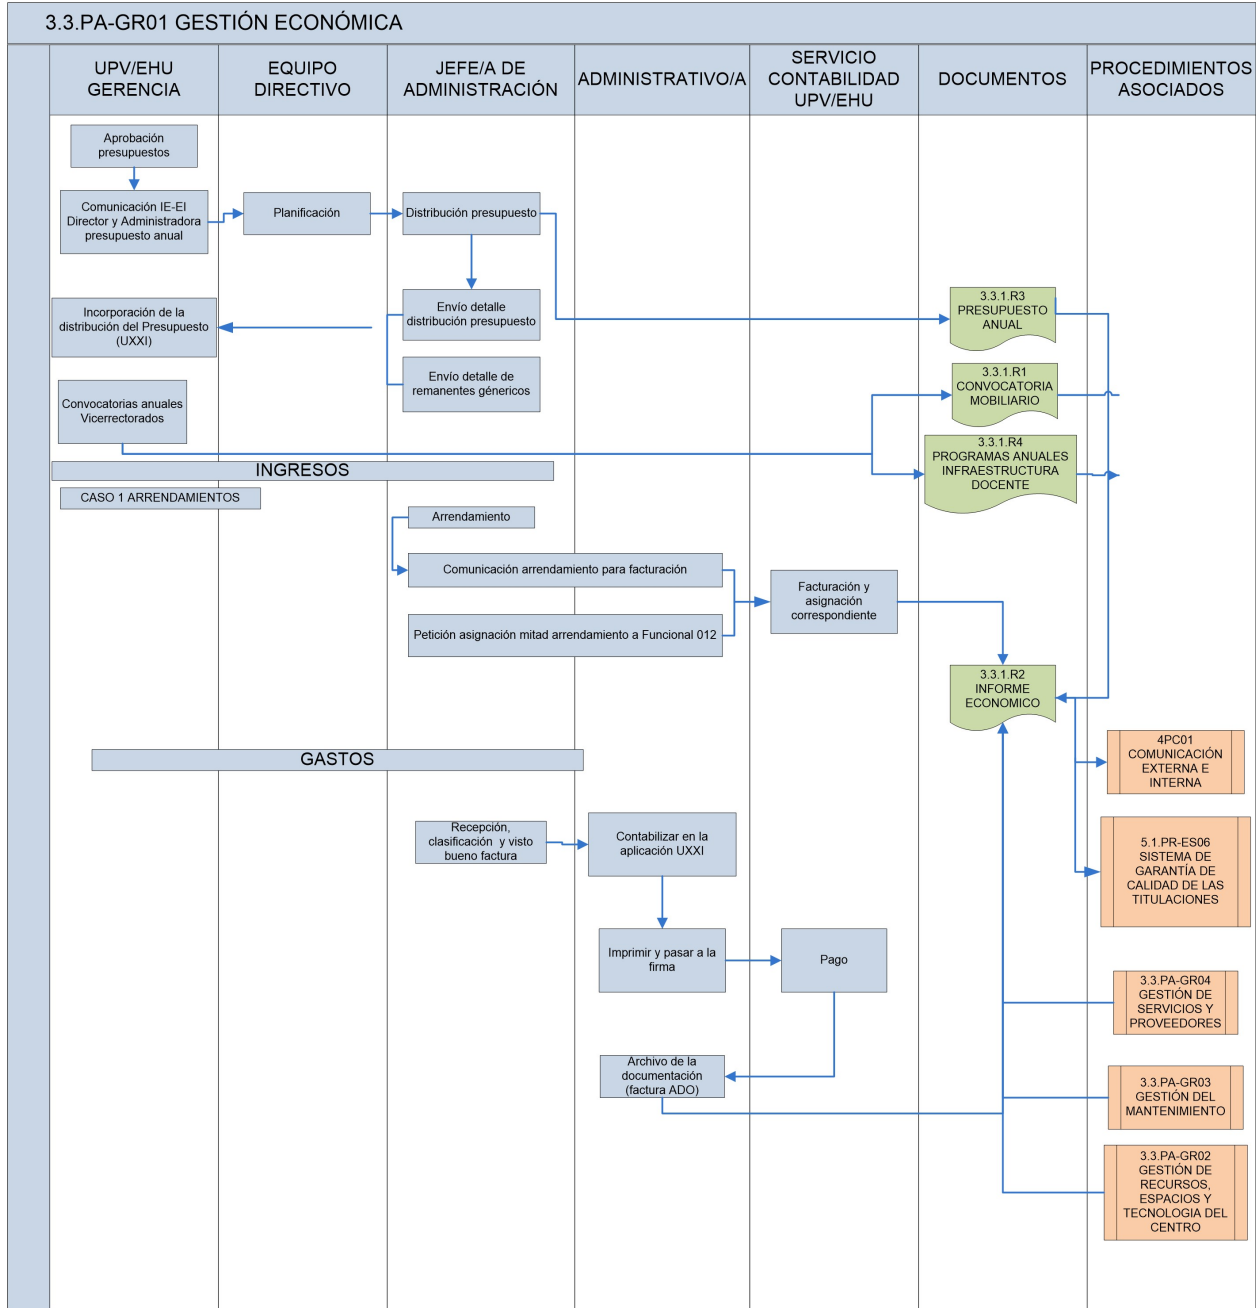 3.3.PA-GR01 GESTIÓN ECONÓMICA
UPV/EHU
GERENCIA
EQUIPO
DIRECTIVO
JEFE/A DE
ADMINISTRACIÓN
ADMINISTRATIVO/A
SERVICIO
CONTABILIDAD
UPV/EHU
DOCUMENTOS
PROCEDIMIENTOS
ASOCIADOS
Aprobación
presupuestos
Comunicación IE-EI
Director y Administradora
presupuesto anual
Planificación
Distribución presupuesto
Incorporación de la
distribución del Presupuesto
(UXXI)
Envío detalle
distribución presupuesto
3.3.1.R3
PRESUPUESTO
ANUAL
Envío detalle de
remanentes génericos
3.3.1.R1
CONVOCATORIA
MOBILIARIO
Convocatorias anuales
Vicerrectorados
3.3.1.R4
PROGRAMAS ANUALES
INFRAESTRUCTURA
DOCENTE
INGRESOS
CASO 1 ARRENDAMIENTOS
Arrendamiento
Comunicación arrendamiento para facturación
Facturación y
asignación
correspondiente
Petición asignación mitad arrendamiento a Funcional 012
3.3.1.R2
INFORME
ECONOMICO
4PC01
COMUNICACIÓN
EXTERNA E
INTERNA
GASTOS
Recepción,
clasificación y visto
bueno factura
Contabilizar en la
aplicación UXXI
5.1.PR-ES06
SISTEMA DE
GARANTÍA DE
CALIDAD DE LAS
TITULACIONES
Imprimir y pasar a la
firma
Pago
3.3.PA-GR04
GESTIÓN DE
SERVICIOS Y
PROVEEDORES
Archivo de la
documentación
(factura ADO)
3.3.PA-GR03
GESTIÓN DEL
MANTENIMIENTO
3.3.PA-GR02
GESTIÓN DE
RECURSOS,
ESPACIOS Y
TECNOLOGIA DEL
CENTRO